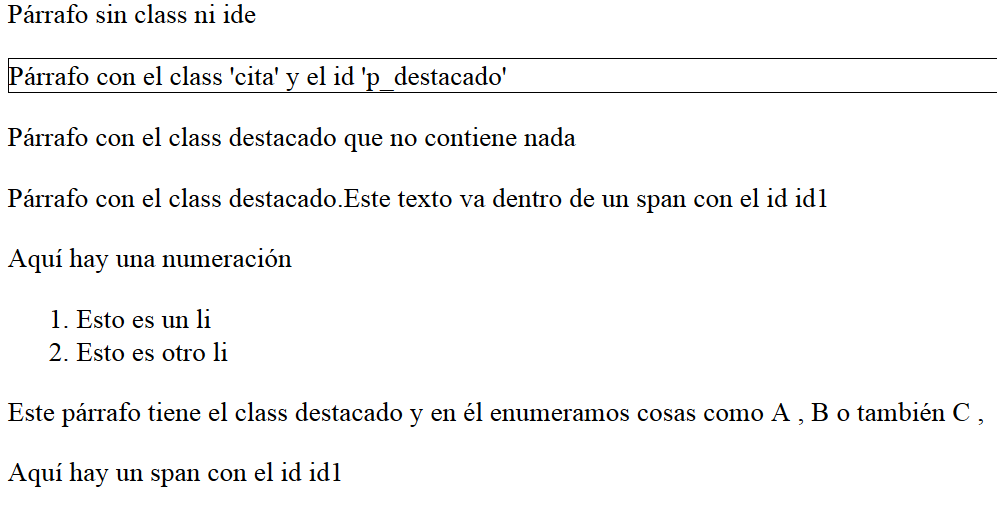 Párrafo sin class ni ide
Párrafo con el class 'cita' y el id 'p_destacado'
Párrafo con el class destacado que no contiene nada
Párrafo con el class destacado.Este texto va dentro de un span con el id id1
Aquí hay una numeración
1. Esto es un li
2. Esto es otro li
Este párrafo tiene el class destacado y en él enumeramos cosas como A , B o también C ,
Aquí hay un span con el id id1